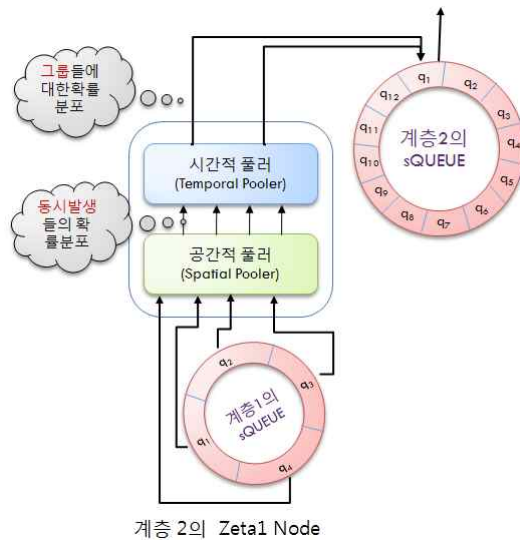 그룹들에
대한확률
분포
동시발생
들의 확
률분포
시간적 풀러
(Temporal Pooler)
공간적 풀러
(Spatial Pooler)
q1
q2
q3
q4
q5
q6
q7
q8
q9
q10
q11
q12
계층2의
sQUEUE
q1
q2
q3
q4
계층1의
sQUEUE
계층 2의 Zeta1 Node